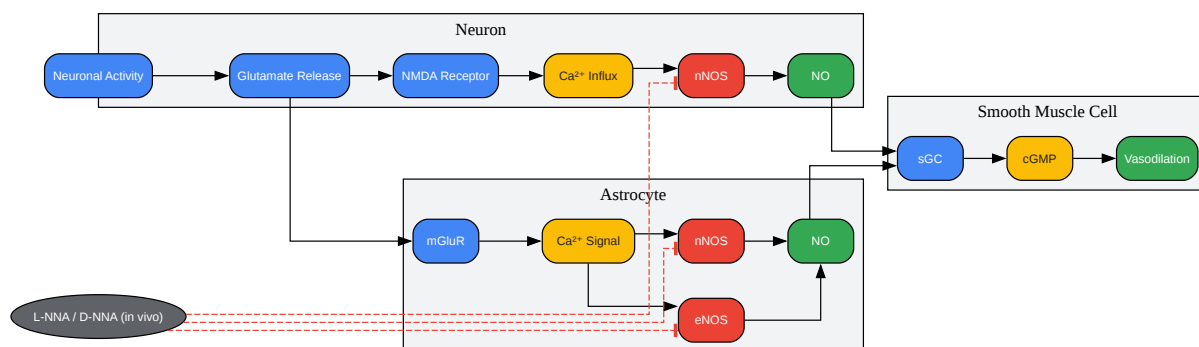 Neuron
Neuronal Activity
Glutamate Release
NMDA Receptor
Ca²⁺ Influx
nNOS
NO
Smooth Muscle Cell
sGC
cGMP
Vasodilation
Astrocyte
mGluR
Ca²⁺ Signal
nNOS
NO
L-NNA / D-NNA (in vivo)
eNOS